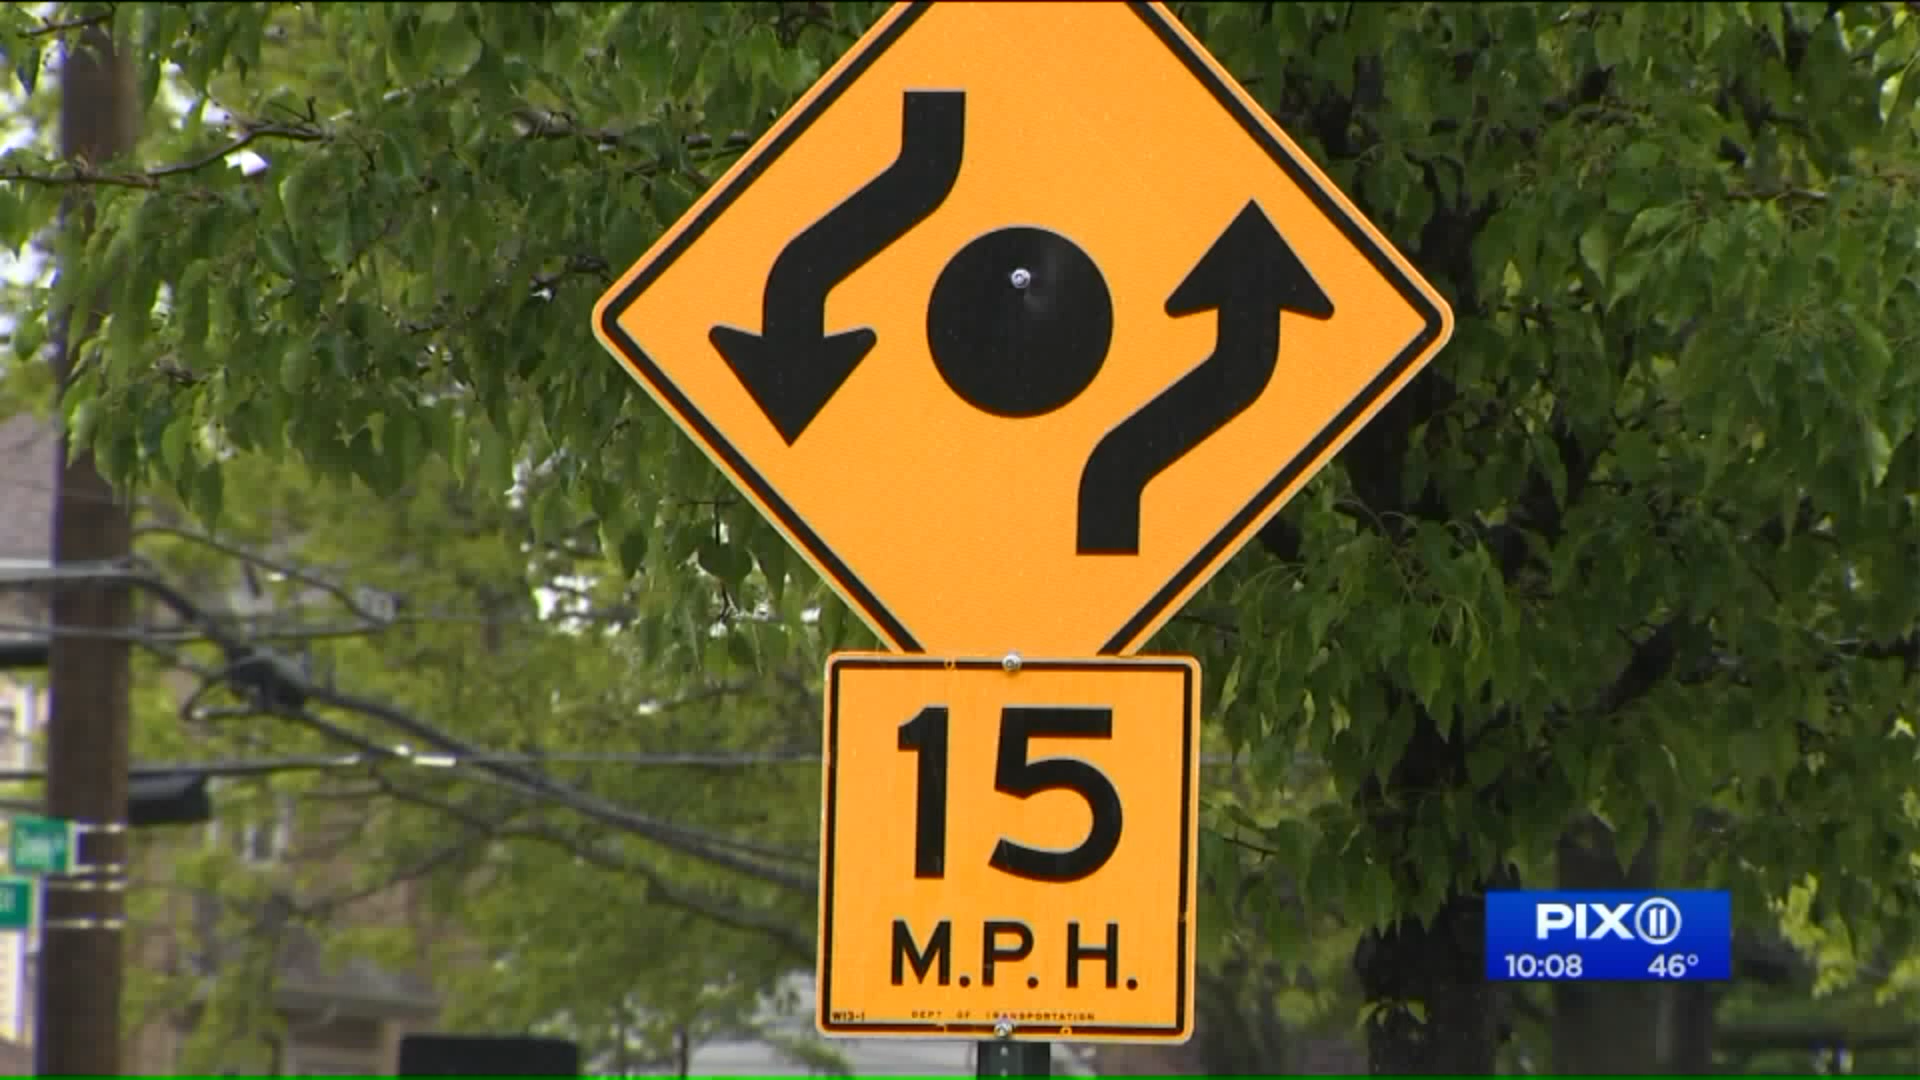 15
M.P.H.
W13-1 DEPT OF TRANSPORTATION
PIX11
10:08 46°